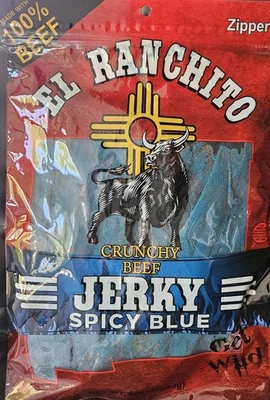 MADE WITH
100%
BEEF
Zipper
EL RANCHITO
CRUNCHY
BEEF
JERKY
SPICY BLUE
Get
Wild